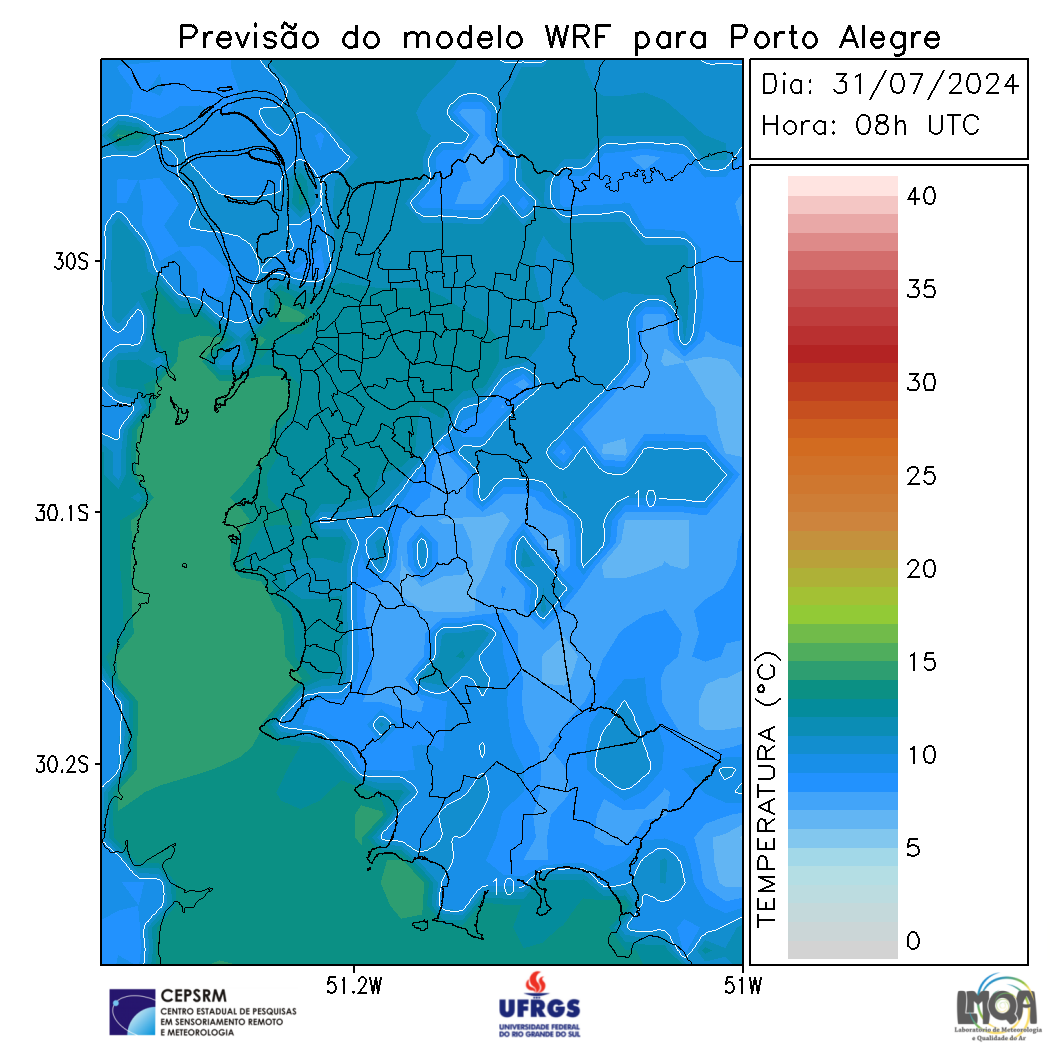 Previsão do modelo WRF para Porto Alegre
Dia: 31/07/2024
Hora: 08h UTC
40
35
30
25
20
15
10
5
0
TEMPERATURA (°C)
30S
30.1S
30.2S
10
10
51.2W
51W
CEPSRM
CENTRO ESTADUAL DE PESQUISAS
EM SENSORIAMENTO REMOTO
E METEOROLOGIA
UFRGS
UNIVERSIDADE FEDERAL
DO RIO GRANDE DO SUL
LMQA
Laboratório de Meteorologia
e Qualidade do Ar